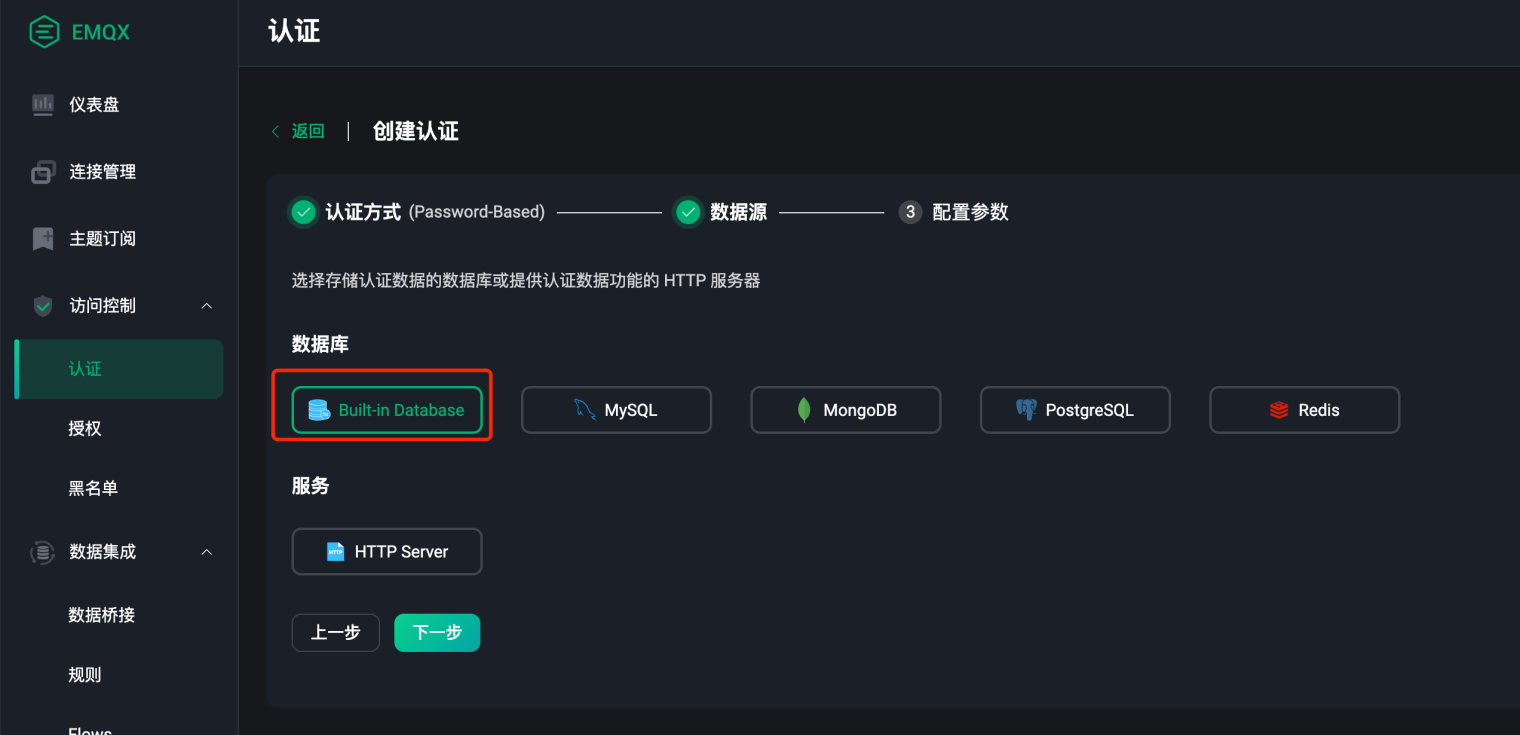 EMQX
认证
仪表盘
连接管理
主题订阅
访问控制
认证
授权
黑名单
数据集成
数据桥接
规则
Flows
返回 | 创建认证
认证方式 (Password-Based) 数据源 3 配置参数
选择存储认证数据的数据库或提供认证数据功能的 HTTP 服务器
数据库
Built-in Database MySQL MongoDB PostgreSQL Redis
服务
HTTP HTTP Server
上一步 下一步